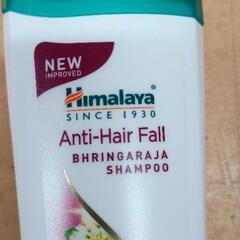 NEW
IMPROVED
Himalaya
SINCE 1930
Anti-Hair Fall
BHRINGARAJA
SHAMPOO